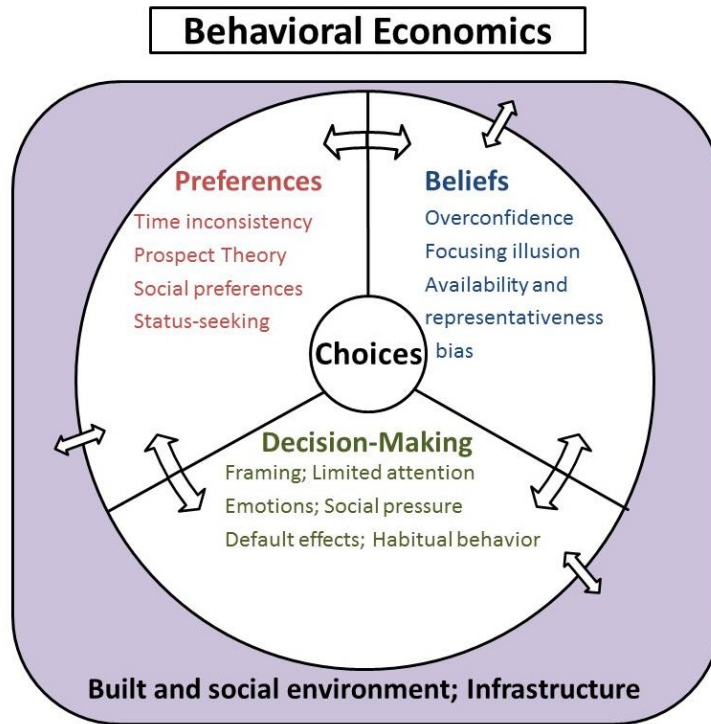 Behavioral Economics
Preferences
Time inconsistency
Prospect Theory
Social preferences
Status-seeking
Beliefs
Overconfidence
Focusing illusion
Availability and
representativeness
bias
Choices
Decision-Making
Framing; Limited attention
Emotions; Social pressure
Default effects; Habitual behavior
Built and social environment; Infrastructure